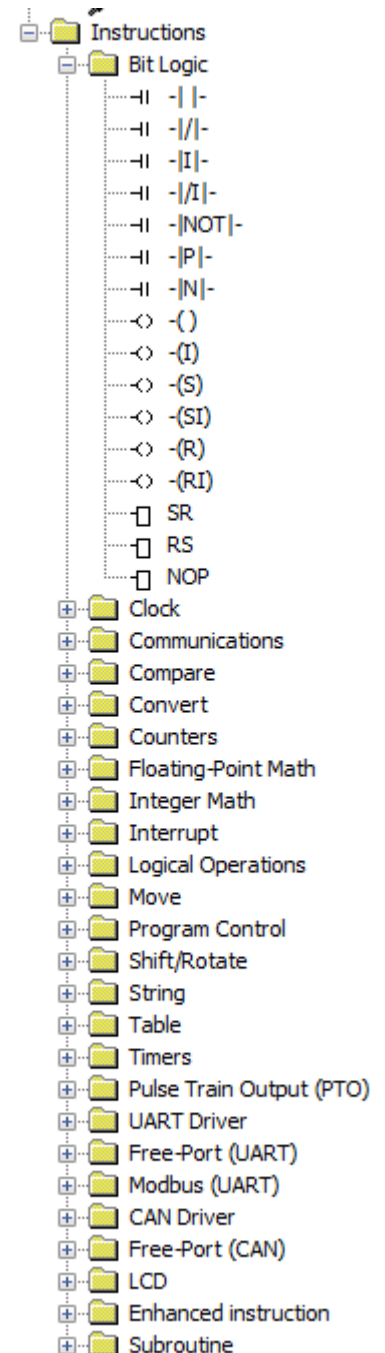 Instructions
Bit Logic
-| |-
-|/|-
-|I|-
-|/I|-
-|NOT|-
-|P|-
-|N|-
-( )
-(I)
-(S)
-(SI)
-(R)
-(RI)
SR
RS
NOP
Clock
Communications
Compare
Convert
Counters
Floating-Point Math
Integer Math
Interrupt
Logical Operations
Move
Program Control
Shift/Rotate
String
Table
Timers
Pulse Train Output (PTO)
UART Driver
Free-Port (UART)
Modbus (UART)
CAN Driver
Free-Port (CAN)
LCD
Enhanced instruction
Subroutine